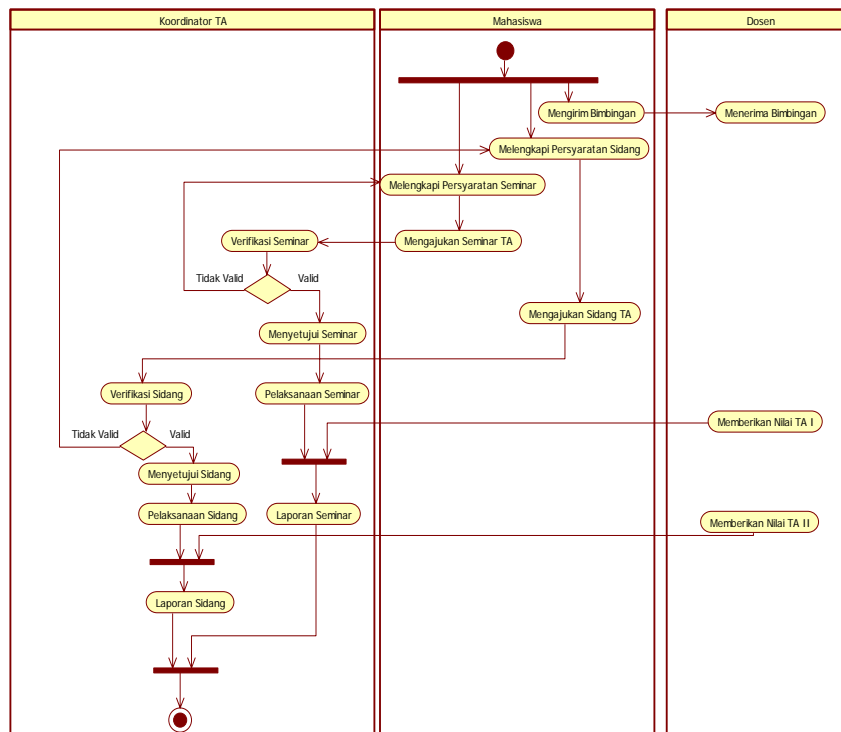 Koordinator TA
Mahasiswa
Dosen
Mengirim Bimbingan
Menerima Bimbingan
Melengkapi Persyaratan Sidang
Melengkapi Persyaratan Seminar
Verifikasi Seminar
Mengajukan Seminar TA
Tidak Valid
Valid
Mengajukan Sidang TA
Menyetujui Seminar
Verifikasi Sidang
Pelaksanaan Seminar
Memberikan Nilai TA I
Tidak Valid
Valid
Menyetujui Sidang
Pelaksanaan Sidang
Laporan Seminar
Memberikan Nilai TA II
Laporan Sidang